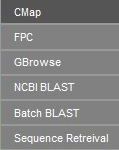 CMap
FPC
GBrowse
NCBI BLAST
Batch BLAST
Sequence Retreival